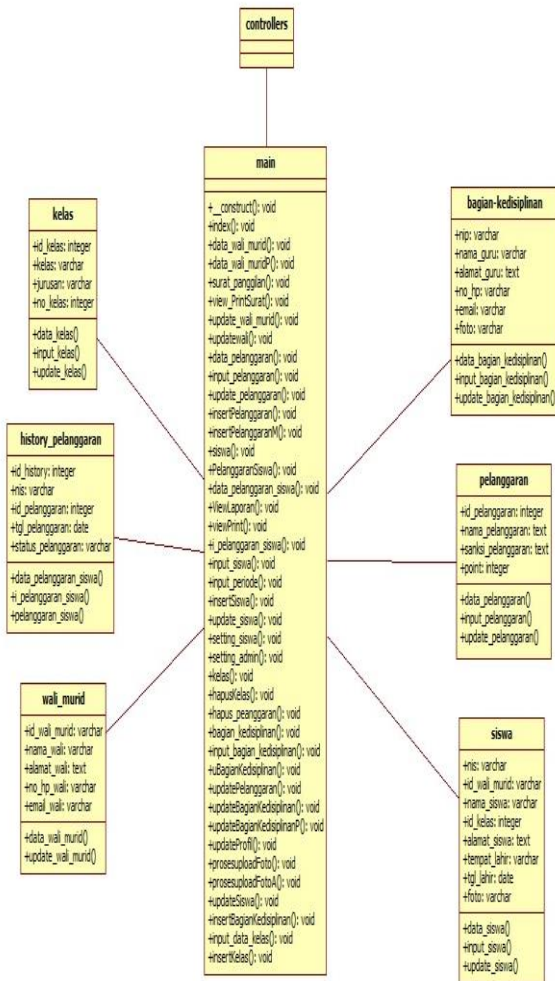 controllers
main
+__construct(): void
+index(): void
+data_wali_murid(): void
+data_wali_muridP(): void
+surat_panggilan(): void
+view_PrintSurat(): void
+update_wali_murid(): void
+updatewali(): void
+data_pelanggaran(): void
+input_pelanggaran(): void
+update_pelanggaran(): void
+insertPelanggaran(): void
+insertPelanggaranM(): void
+siswa(): void
+PelanggaranSiswa(): void
+data_pelanggaran_siswa(): void
+ViewLaporan(): void
+viewPrint(): void
+i_pelanggaran_siswa(): void
+input_siswa(): void
+input_periode(): void
+insertSiswa(): void
+update_siswa(): void
+setting_siswa(): void
+setting_admin(): void
+kelas(): void
+hapusKelas(): void
+hapus_peanggaran(): void
+bagian_kedisiplinan(): void
+input_bagian_kedisiplinan(): void
+uBagianKedisiplinan(): void
+updatePelanggaran(): void
+updateBagianKedisiplinan(): void
+updateBagianKedisiplinanP(): void
+updateProfil(): void
+prosesuploadFoto(): void
+prosesuploadFotoA(): void
+updateSiswa(): void
+insertBagianKedisiplinan(): void
+input_data_kelas(): void
+insertKelas(): void
kelas
+id_kelas: integer
+kelas: varchar
+jurusan: varchar
+no_kelas: integer
+data_kelas()
+input_kelas()
+update_kelas()
history_pelanggaran
+id_history: integer
+nis: varchar
+id_pelanggaran: integer
+tgl_pelanggaran: date
+status_pelanggaran: varchar
+data_pelanggaran_siswa()
+i_pelanggaran_siswa()
+pelanggaran_siswa()
wali_murid
+id_wali_murid: varchar
+nama_wali: varchar
+alamat_wali: text
+no_hp_wali: varchar
+email_wali: varchar
+data_wali_murid()
+update_wali_murid()
bagian-kedisiplinan
+nip: varchar
+nama_guru: varchar
+alamat_guru: text
+no_hp: varchar
+email: varchar
+foto: varchar
+data_bagian_kedisiplinan()
+input_bagian_kedisiplinan()
+update_bagian_kedisiplinan()
pelanggaran
+id_pelanggaran: integer
+nama_pelanggaran: text
+sanksi_pelanggaran: text
+point: integer
+data_pelanggaran()
+input_pelanggaran()
+update_pelanggaran()
siswa
+nis: varchar
+id_wali_murid: varchar
+nama_siswa: varchar
+id_kelas: integer
+alamat_siswa: text
+tempat_lahir: varchar
+tgl_lahir: date
+foto: varchar
+data_siswa()
+input_siswa()
+update_siswa()